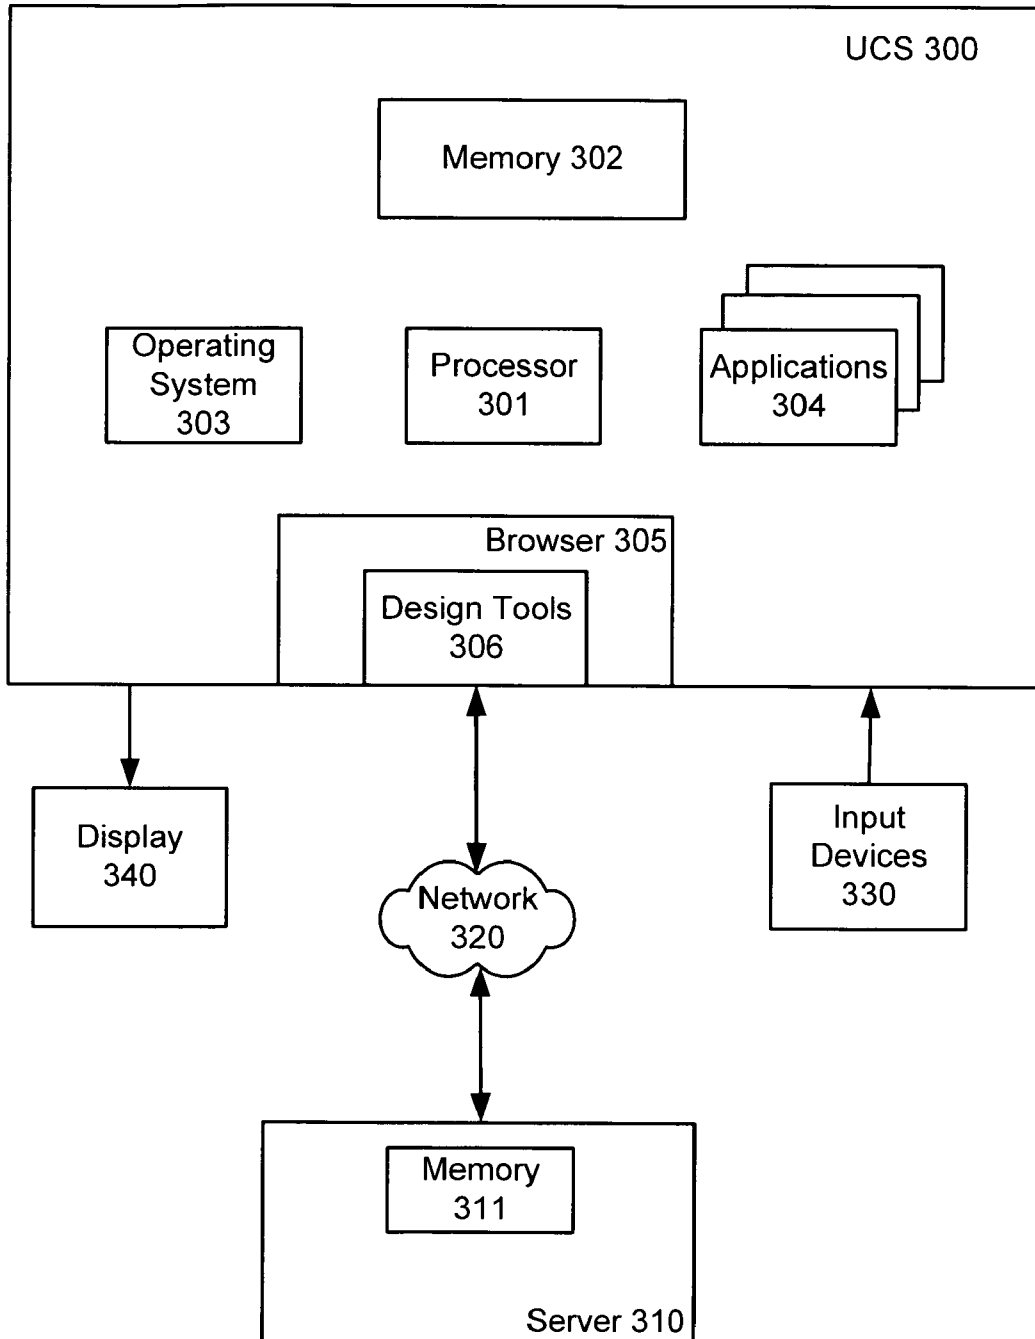 UCS 300
Memory 302
Operating
System
303
Processor
301
Applications
304
Browser 305
Design Tools
306
Display
340
Network
320
Input
Devices
330
Memory
311
Server 310